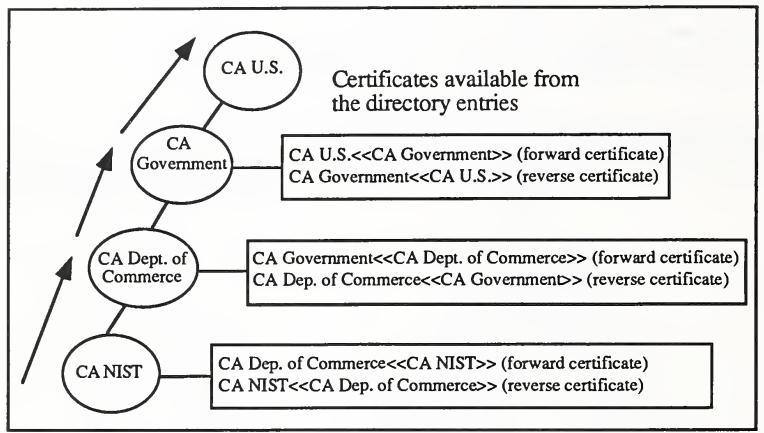 CA U.S.
Certificates available from
the directory entries
CA
Government
CA U.S.<<CA Government>> (forward certificate)
CA Government<<CA U.S.>> (reverse certificate)
CA Dept. of
Commerce
CA Government<<CA Dept. of Commerce>> (forward certificate)
CA Dep. of Commerce<<CA Government>> (reverse certificate)
CA NIST
CA Dep. of Commerce<<CA NIST>> (forward certificate)
CA NIST<<CA Dep. of Commerce>> (reverse certificate)